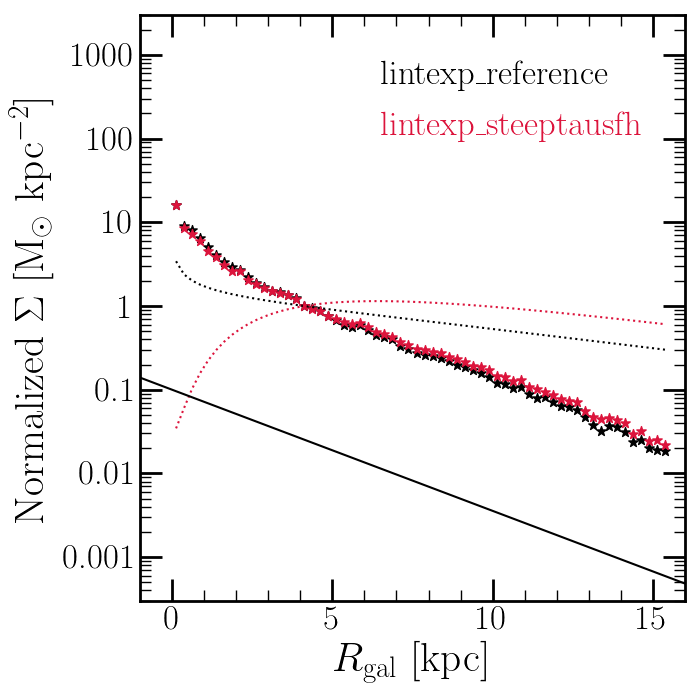 1000
100
10
1
0.1
0.01
0.001
Normalized Σ [M⊙ kpc⁻²]
lintexp_reference
lintexp_steeptausfh
0 5 10 15
R_gal [kpc]